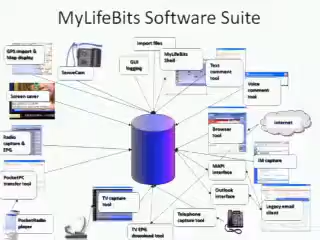 MyLifeBits Software Suite
Import files
GPS import &
Map display
SenseCam
GUI
logging
MyLifeBits
Shell
Text
comment
tool
Voice
comment
tool
Screen saver
Browser
tool
internet
Radio
capture &
EPG
IM capture
MAPI
interface
PocketPC
transfer tool
Outlook
interface
TV capture
tool
Legacy email
client
Telephone
capture tool
PocketRadio
player
TV EPG
download tool